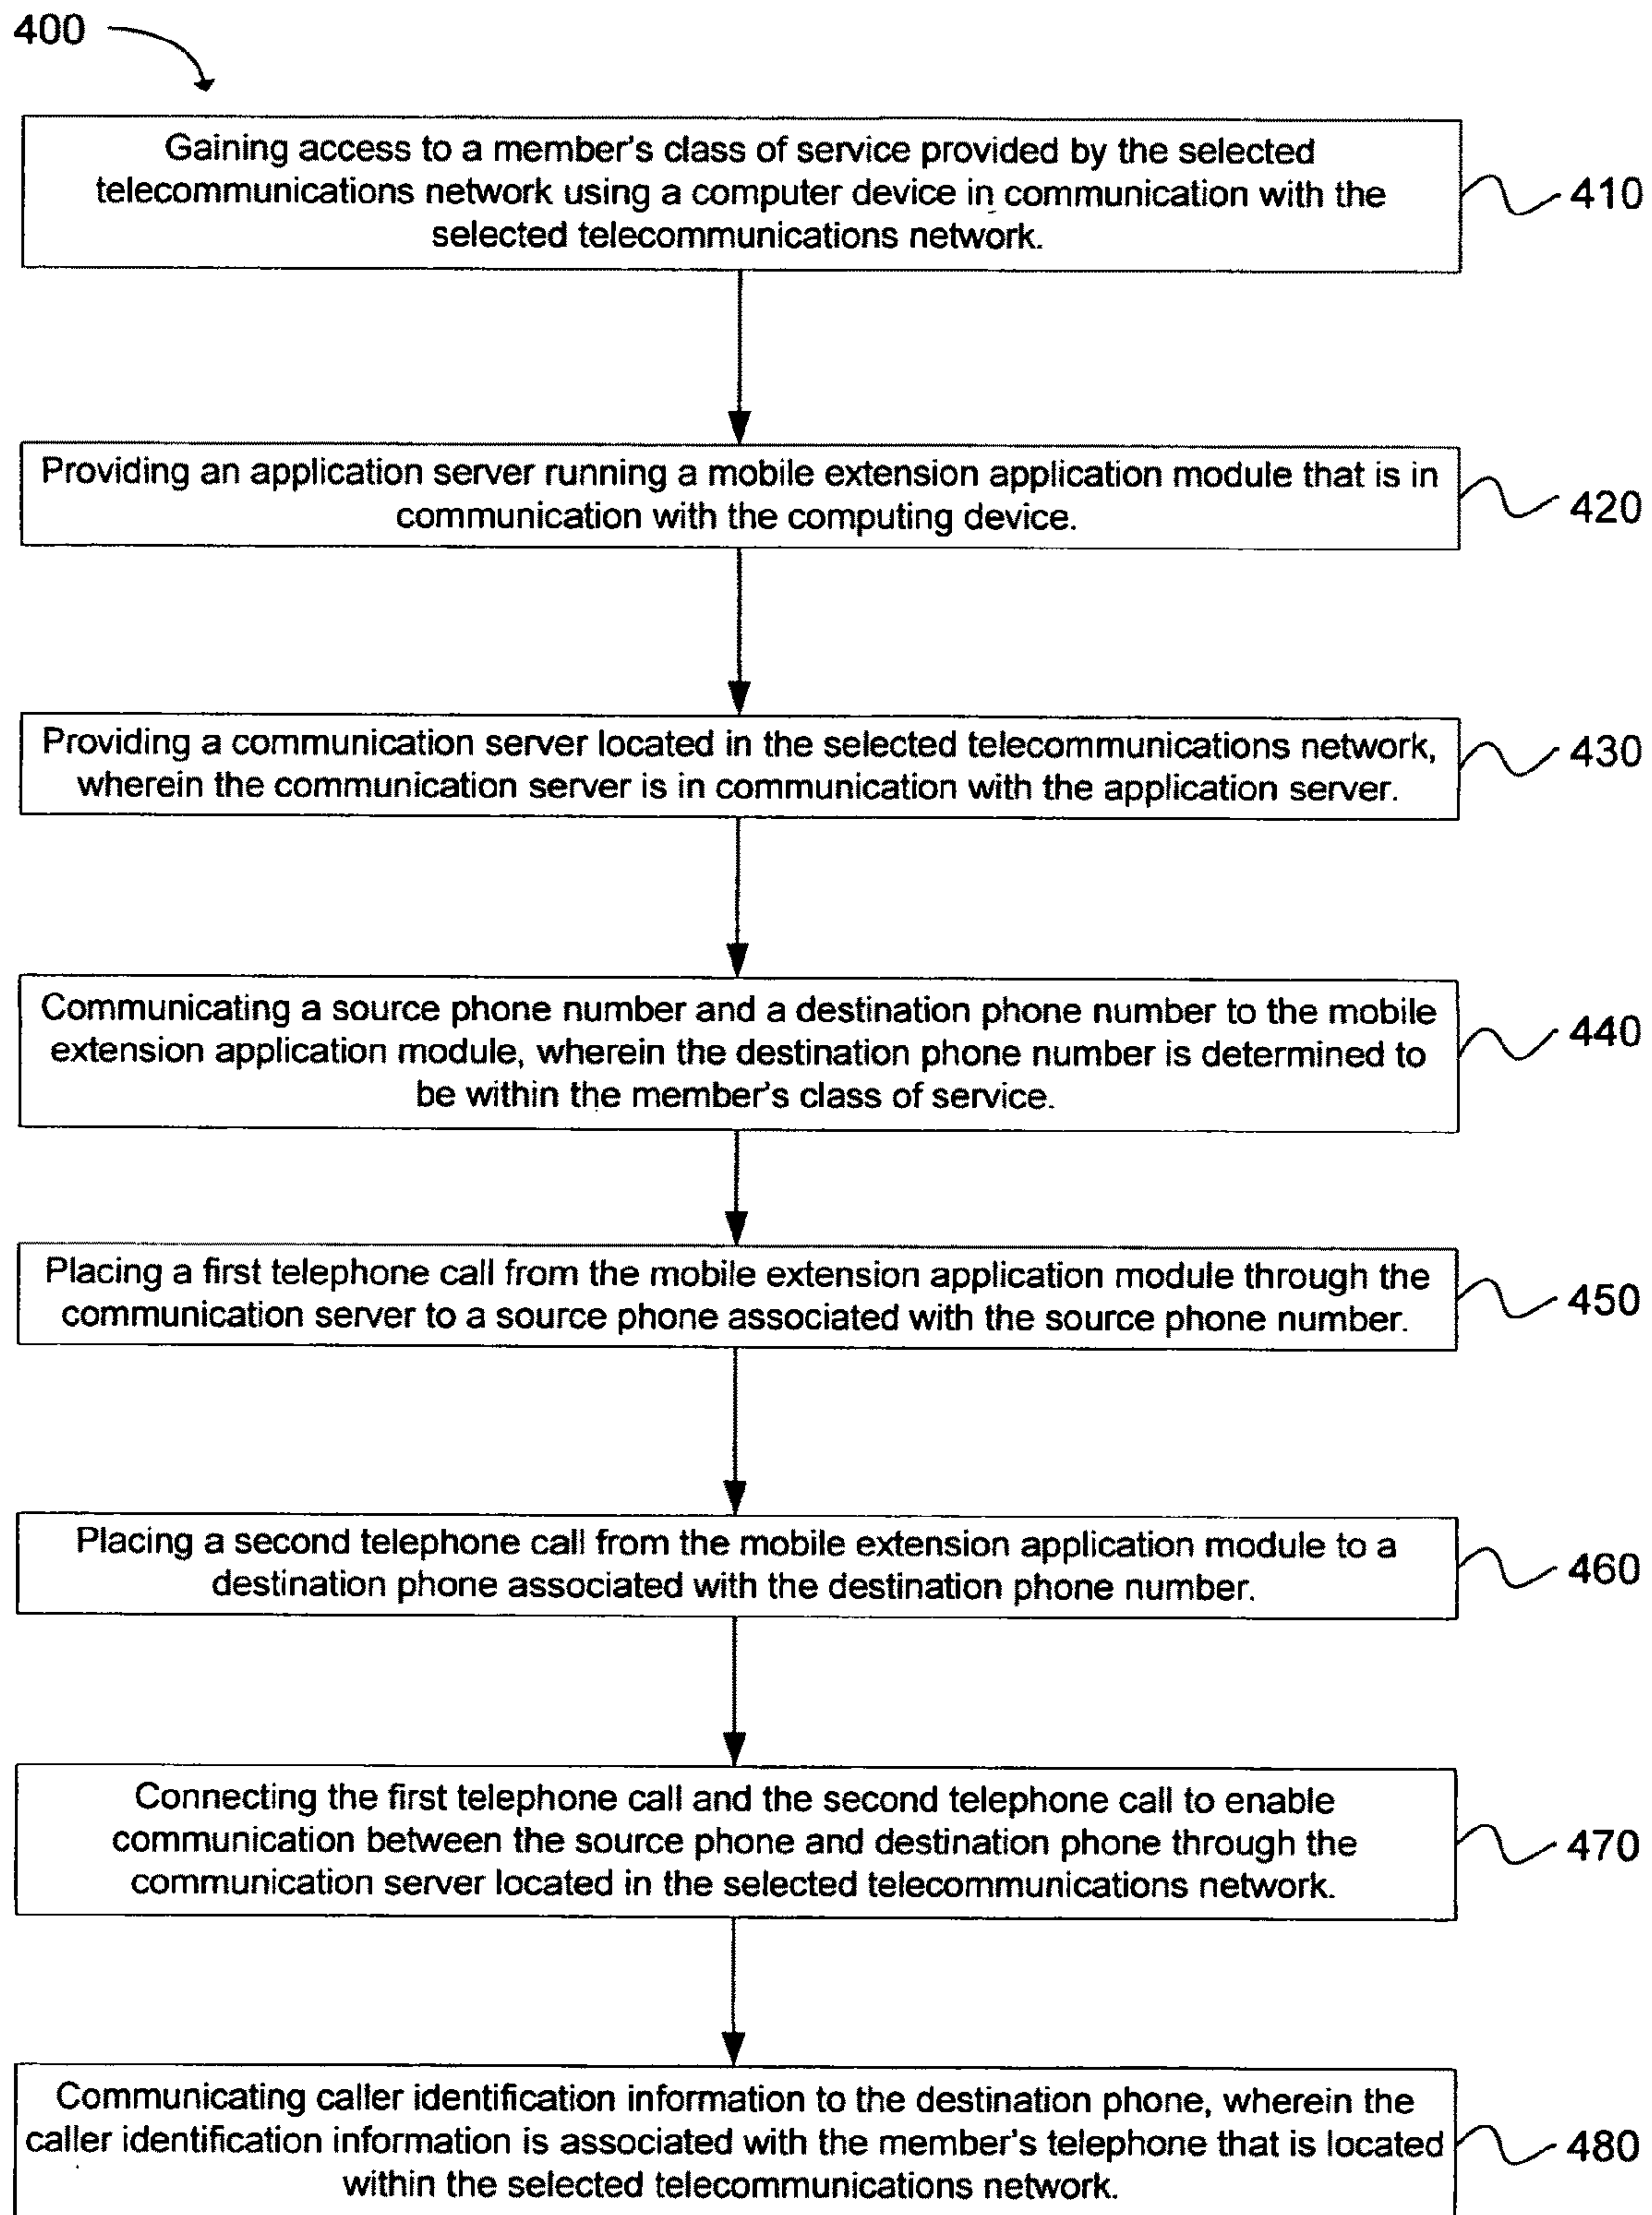 400
Gaining access to a member's class of service provided by the selected
telecommunications network using a computer device in communication with the
selected telecommunications network.
410
Providing an application server running a mobile extension application module that is in
communication with the computing device.
420
Providing a communication server located in the selected telecommunications network,
wherein the communication server is in communication with the application server.
430
Communicating a source phone number and a destination phone number to the mobile
extension application module, wherein the destination phone number is determined to
be within the member's class of service.
440
Placing a first telephone call from the mobile extension application module through the
communication server to a source phone associated with the source phone number.
450
Placing a second telephone call from the mobile extension application module to a
destination phone associated with the destination phone number.
460
Connecting the first telephone call and the second telephone call to enable
communication between the source phone and destination phone through the
communication server located in the selected telecommunications network.
470
Communicating caller identification information to the destination phone, wherein the
caller identification information is associated with the member's telephone that is located
within the selected telecommunications network.
480